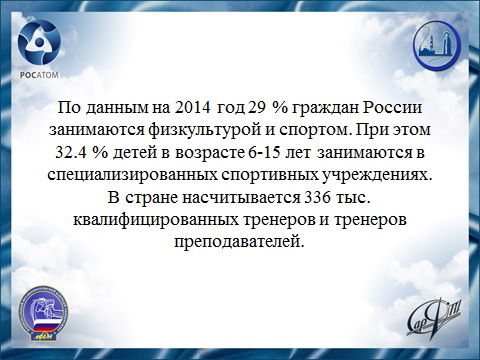 РОСАТОМ
По данным на 2014 год 29 % граждан России
занимаются физкультурой и спортом. При этом
32.4 % детей в возрасте 6-15 лет занимаются в
специализированных спортивных учреждениях.
В стране насчитывается 336 тыс.
квалифицированных тренеров и тренеров
преподавателей.